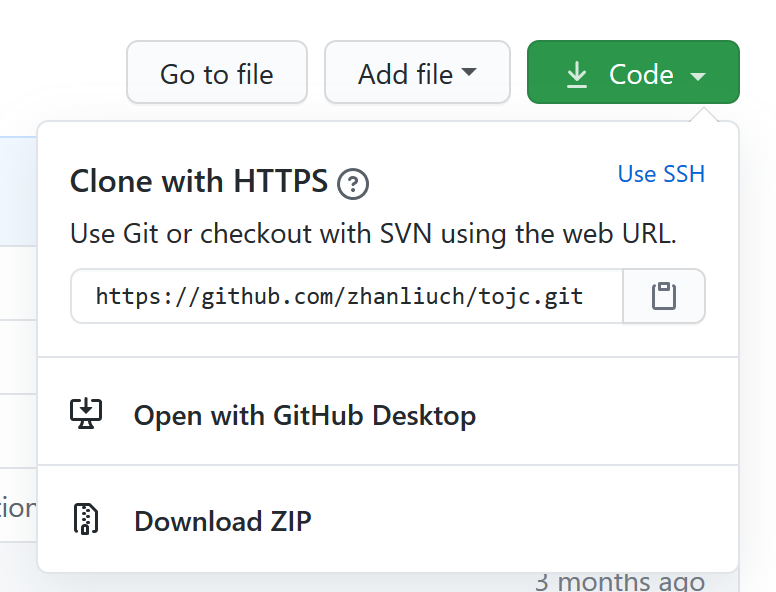 Go to file
Add file
Code
Clone with HTTPS ?
Use SSH
Use Git or checkout with SVN using the web URL.
https://github.com/zhanliuch/tojc.git
Open with GitHub Desktop
tion
Download ZIP
3 months ago